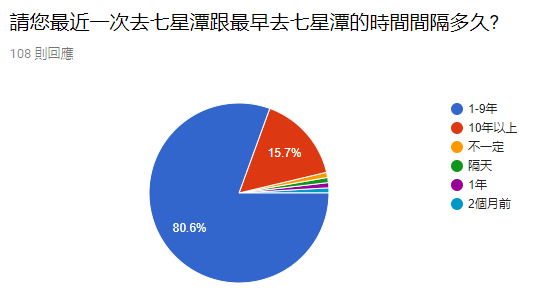 請您最近一次去七星潭跟最早去七星潭的時間間隔多久?
108 則回應
1-9年
10年以上
不一定
隔天
1年
2個月前
15.7%
80.6%